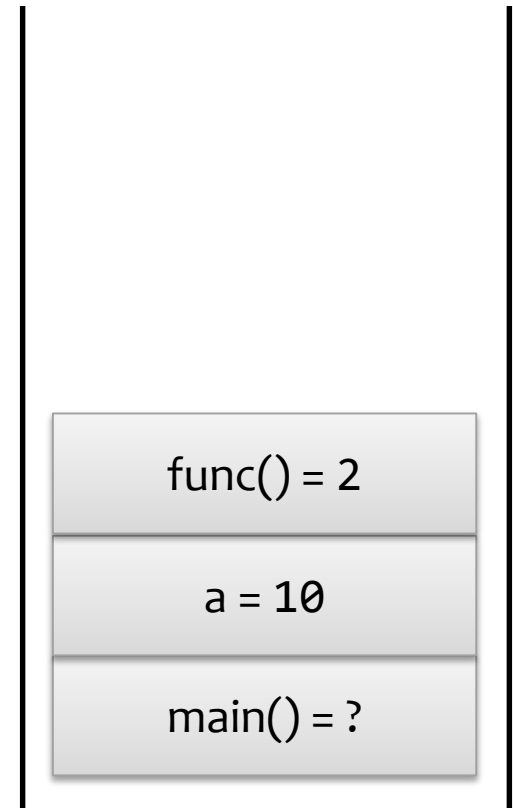 func() = 2
a = 10
main() = ?